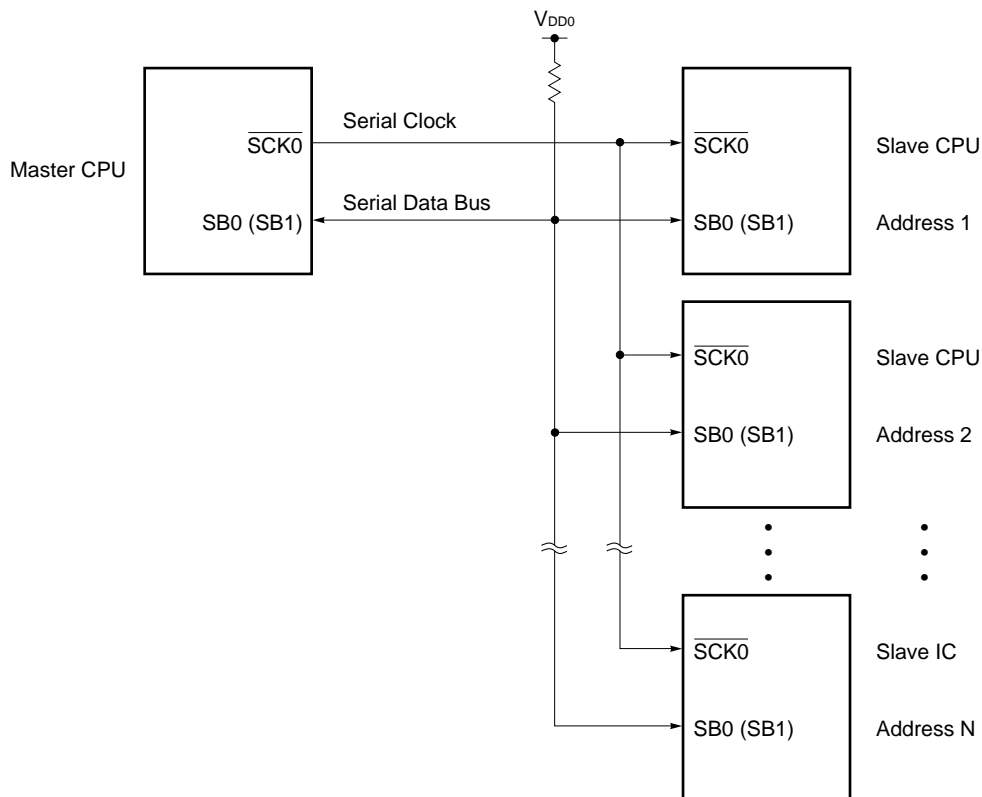 VDD0
Serial Clock
SCK0
SCK0
Slave CPU
Master CPU
Serial Data Bus
SB0 (SB1)
SB0 (SB1)
Address 1
SCK0
Slave CPU
SB0 (SB1)
Address 2
SCK0
Slave IC
SB0 (SB1)
Address N